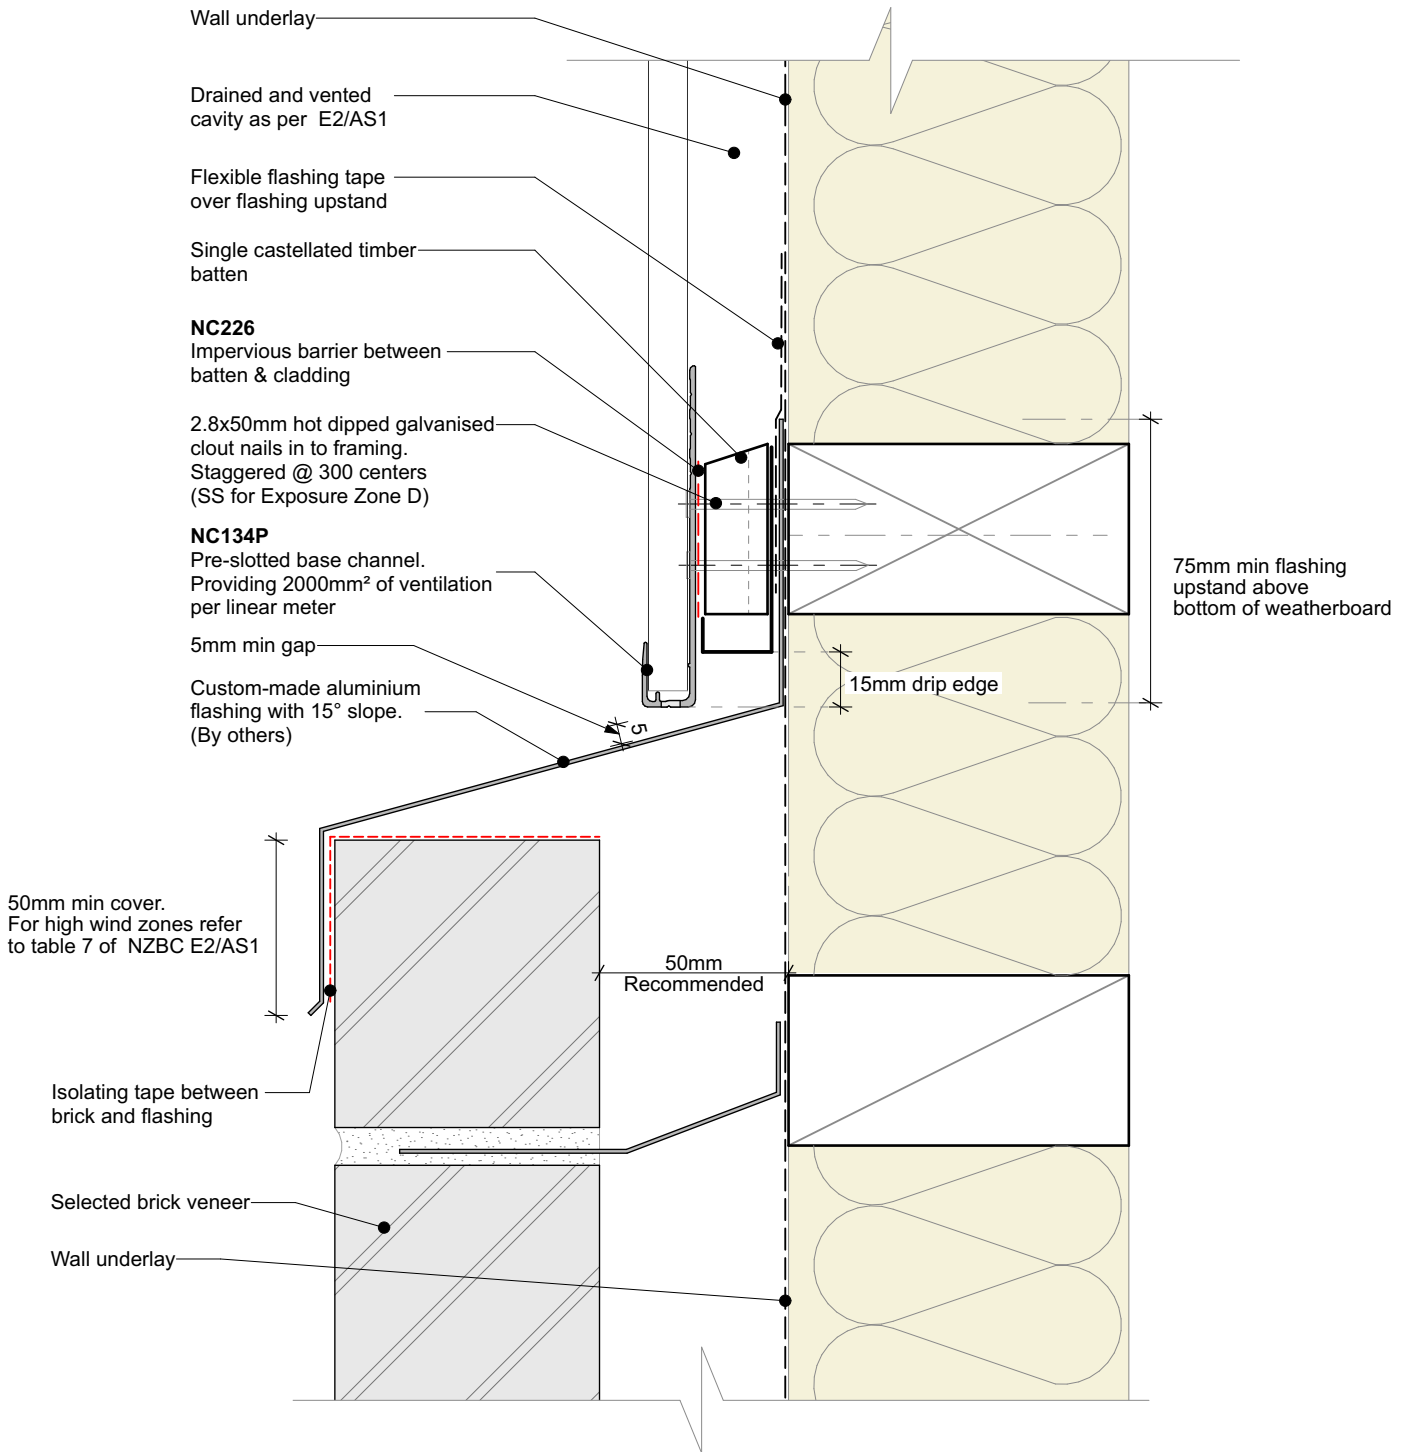 Wall underlay
Drained and vented
cavity as per E2/AS1
Flexible flashing tape
over flashing upstand
Single castellated timber
batten
NC226
Impervious barrier between
batten & cladding
2.8x50mm hot dipped galvanised
clout nails in to framing.
Staggered @ 300 centers
(SS for Exposure Zone D)
NC134P
Pre-slotted base channel.
Providing 2000mm² of ventilation
per linear meter
5mm min gap
Custom-made aluminium
flashing with 15° slope.
(By others)
5
15mm drip edge
75mm min flashing
upstand above
bottom of weatherboard
50mm min cover.
For high wind zones refer
to table 7 of NZBC E2/AS1
50mm
Recommended
Isolating tape between
brick and flashing
Selected brick veneer
Wall underlay